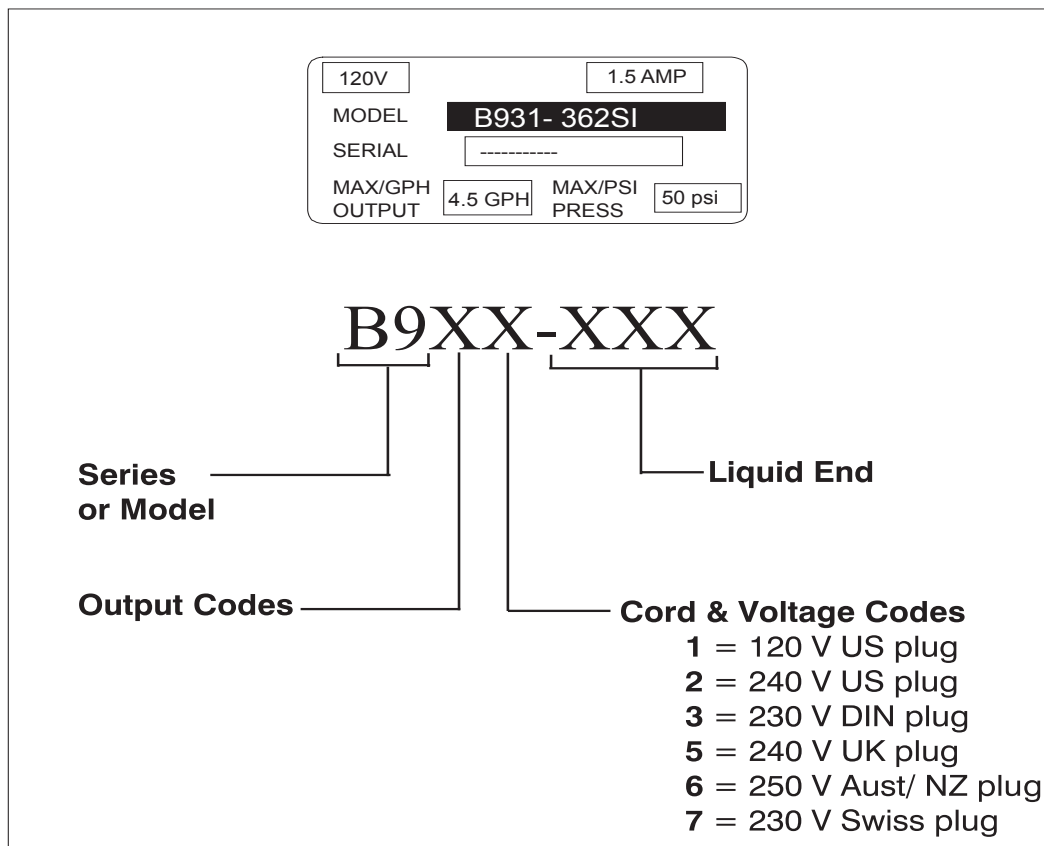 120V 1.5 AMP
MODEL B931- 362SI
SERIAL -----------
MAX/GPH OUTPUT 4.5 GPH MAX/PSI PRESS 50 psi
B9XX-XXX
Series
or Model
Liquid End
Output Codes
Cord & Voltage Codes
1 = 120 V US plug
2 = 240 V US plug
3 = 230 V DIN plug
5 = 240 V UK plug
6 = 250 V Aust/ NZ plug
7 = 230 V Swiss plug